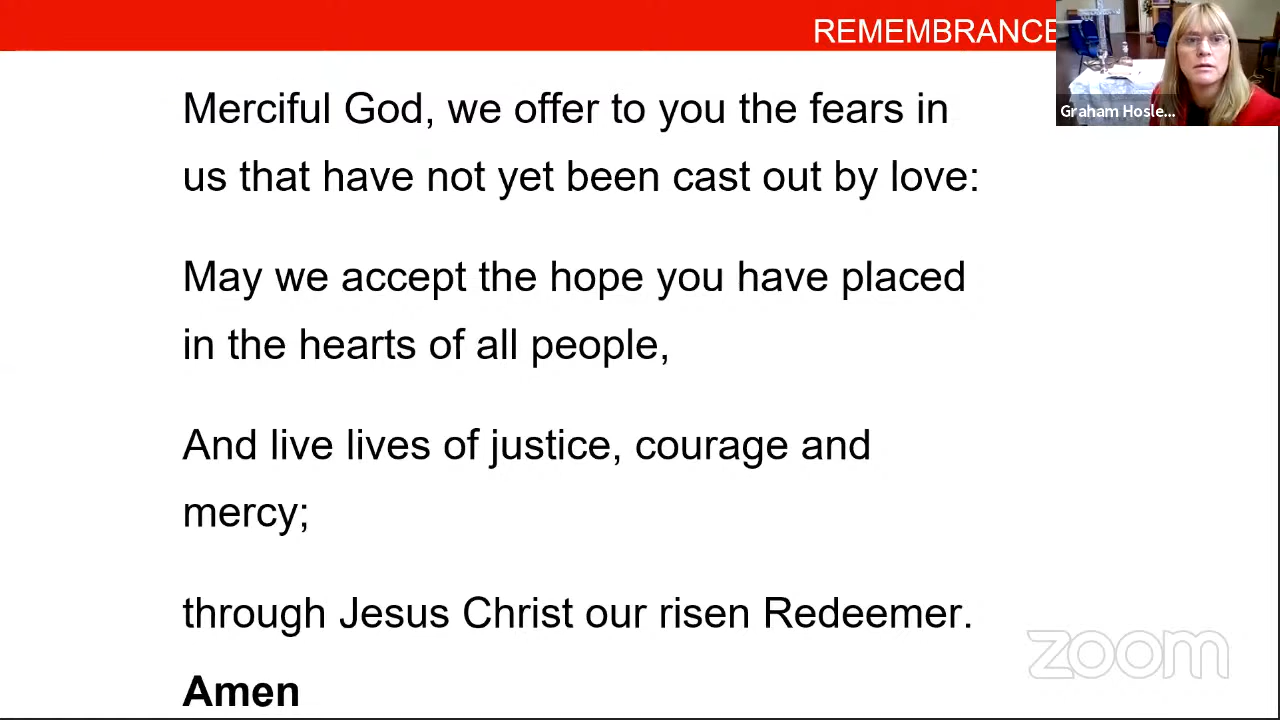 REMEMBRANCE
Graham Hosle...
Merciful God, we offer to you the fears in
us that have not yet been cast out by love:
May we accept the hope you have placed
in the hearts of all people,
And live lives of justice, courage and
mercy;
through Jesus Christ our risen Redeemer.
zoom
Amen